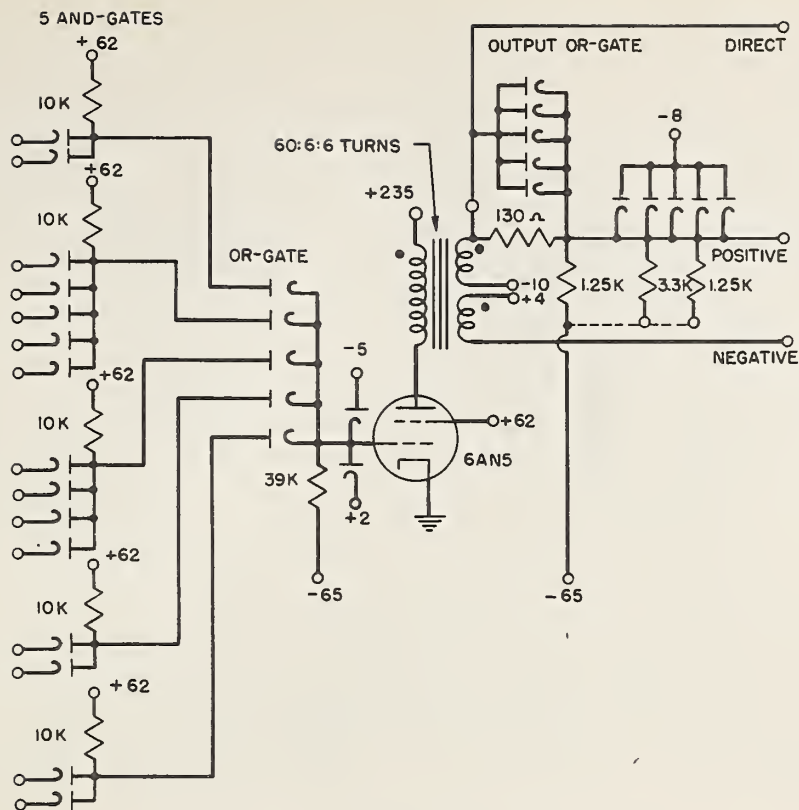 5 AND-GATES
+62
10K
+62
10K
+62
10K
+62
10K
+62
10K
OR-GATE
39K
-65
-5
+2
60:6:6 TURNS
+235
6AN5
+62
OUTPUT OR-GATE
DIRECT
-8
130 Ω
POSITIVE
-10
+4
1.25K
3.3K
1.25K
NEGATIVE
-65